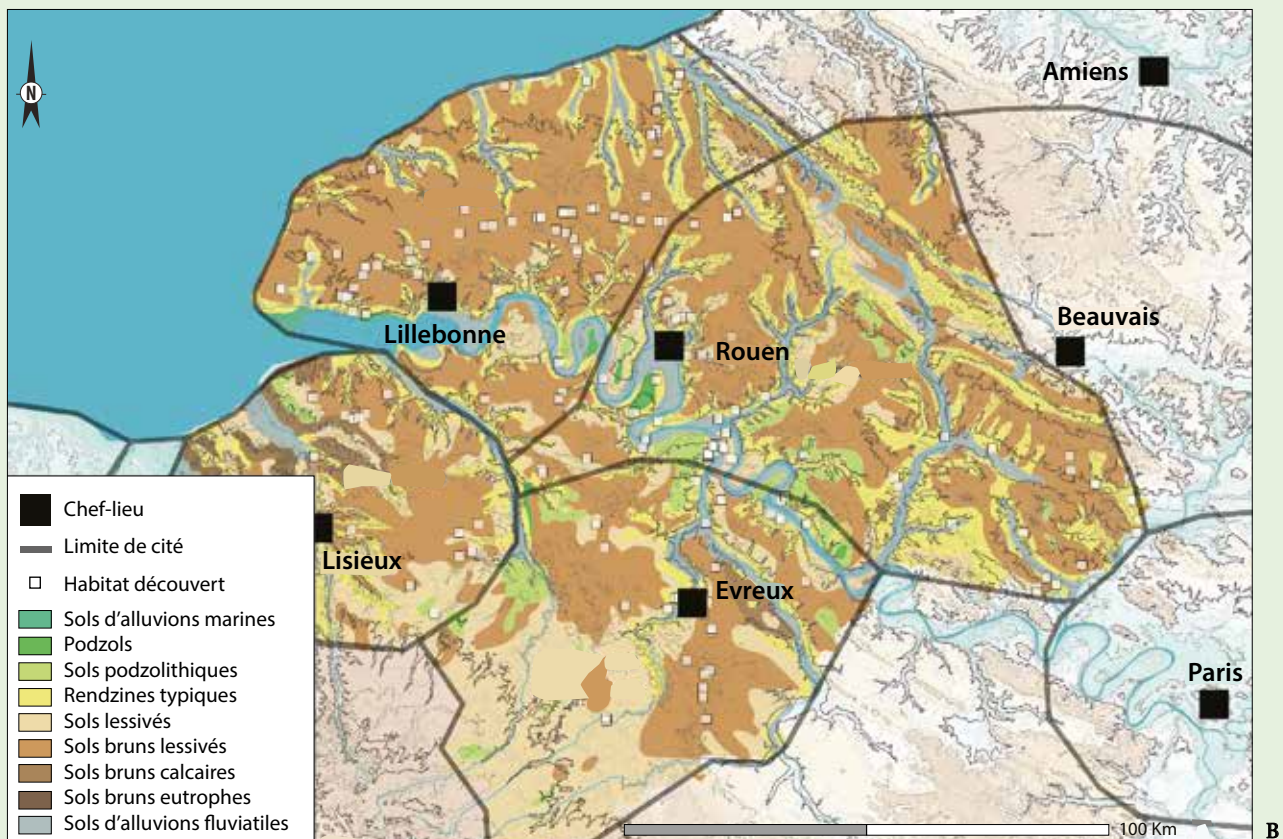 N
Amiens
Beauvais
Lillebonne
Rouen
Lisieux
Evreux
Paris
Chef-lieu
Limite de cité
Habitat découvert
Sols d'alluvions marines
Podzols
Sols podzolithiques
Rendzines typiques
Sols lessivés
Sols bruns lessivés
Sols bruns calcaires
Sols bruns eutrophes
Sols d'alluvions fluviatiles
100 Km
B